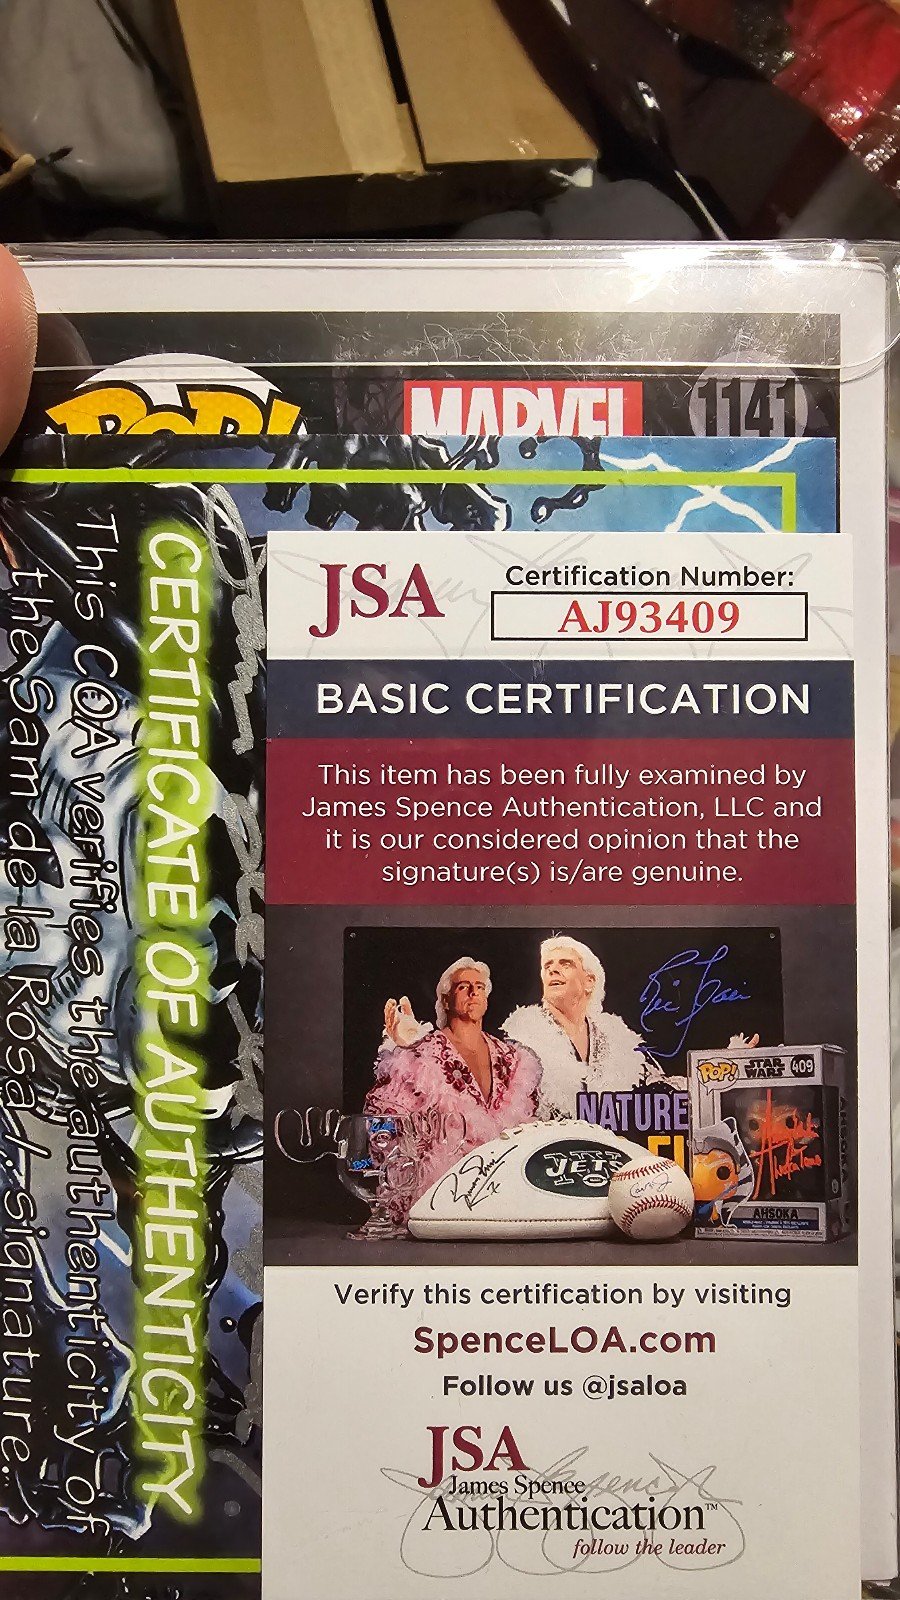 POP!
MARVEL
1141
CERTIFICATE OF AUTHENTICITY
This COA verifies the authenticity of
the Sam de la Rosa signature...
JSA
Certification Number:
AJ93409
BASIC CERTIFICATION
This item has been fully examined by
James Spence Authentication, LLC and
it is our considered opinion that the
signature(s) is/are genuine.
NATURE
JETS
POP!
STAR
WARS
409
AHSOKA
Verify this certification by visiting
SpenceLOA.com
Follow us @jsaloa
JSA
James Spence
Authentication™
follow the leader